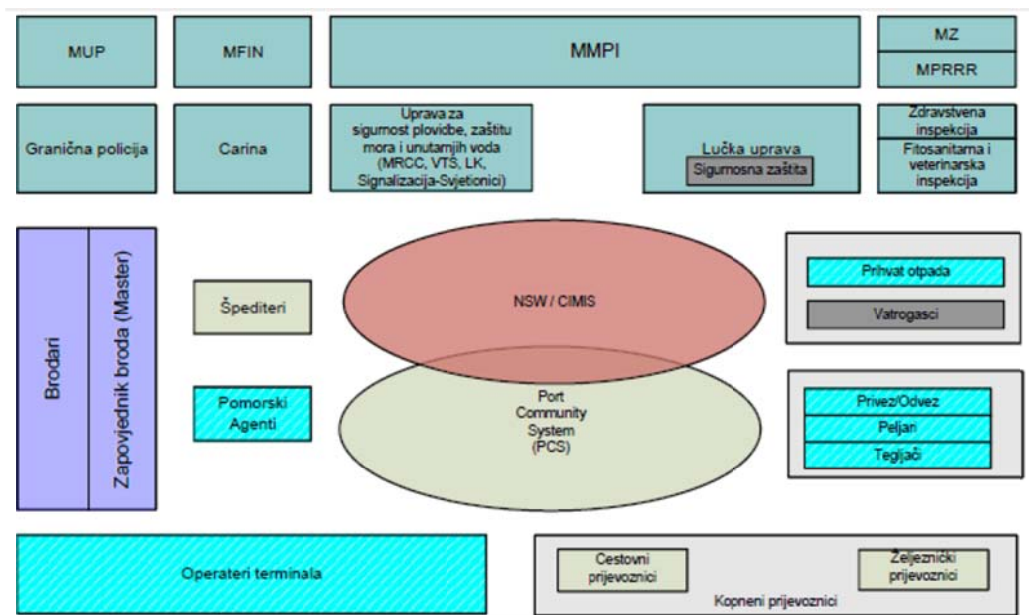 MUP
MFIN
MMPI
MZ
MPRRR
Granična policija
Carina
Uprava za
sigurnost plovidbe, zaštitu
mora i unutarnjih voda
(MRCC, VTS, LK,
Signalizacija-Svjetionici)
Lučka uprava
Sigurnosna zaštita
Zdravstvena
inspekcija
Fitosanitarna i
veterinarska
inspekcija
Brodari
Zapovjednik broda (Master)
Špediteri
Pomorski
Agenti
NSW / CIMIS
Port
Community
System
(PCS)
Prihvat otpada
Vatrogasci
Privez/Odvez
Peljari
Tegljači
Operateri terminala
Cestovni
prijevoznici
Željeznički
prijevoznici
Kopneni prijevoznici